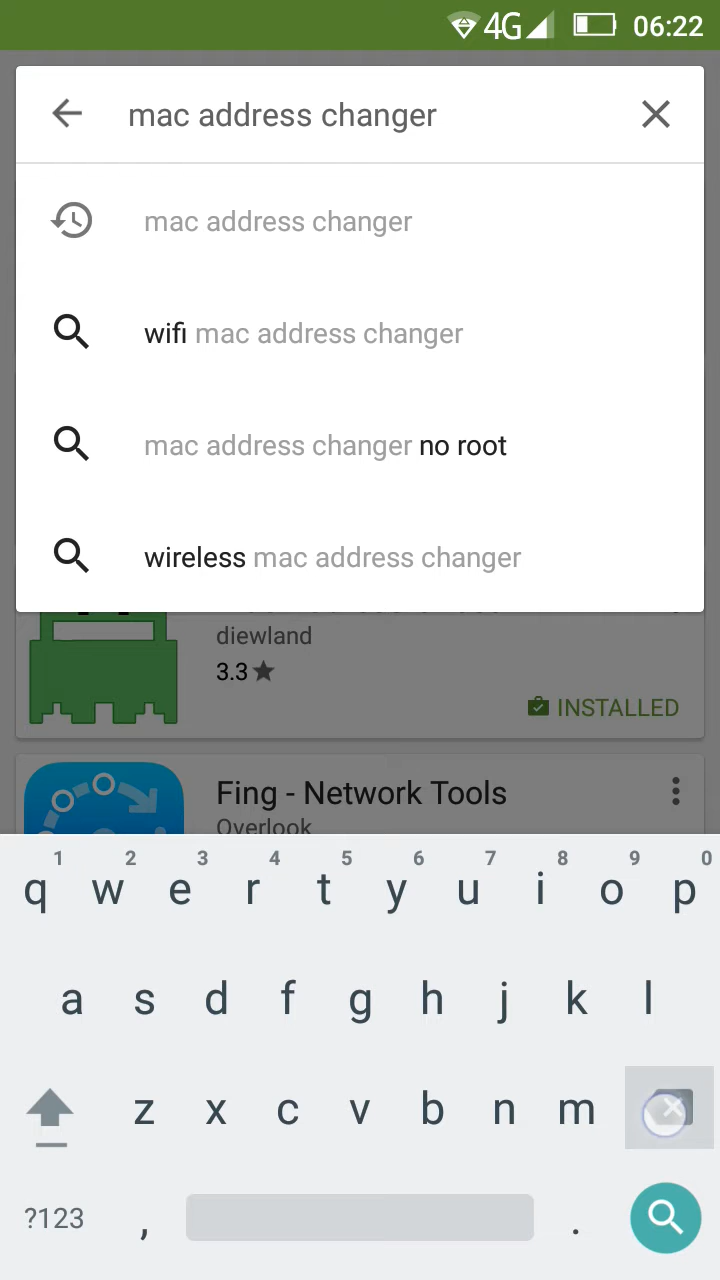 4G 06:22
mac address changer
mac address changer
wifi mac address changer
mac address changer no root
wireless mac address changer
diewland
3.3
INSTALLED
Fing - Network Tools
Overlook
1 2 3 4 5 6 7 8 9 0
q w e r t y u i o p
a s d f g h j k l
z x c v b n m
?123 , .